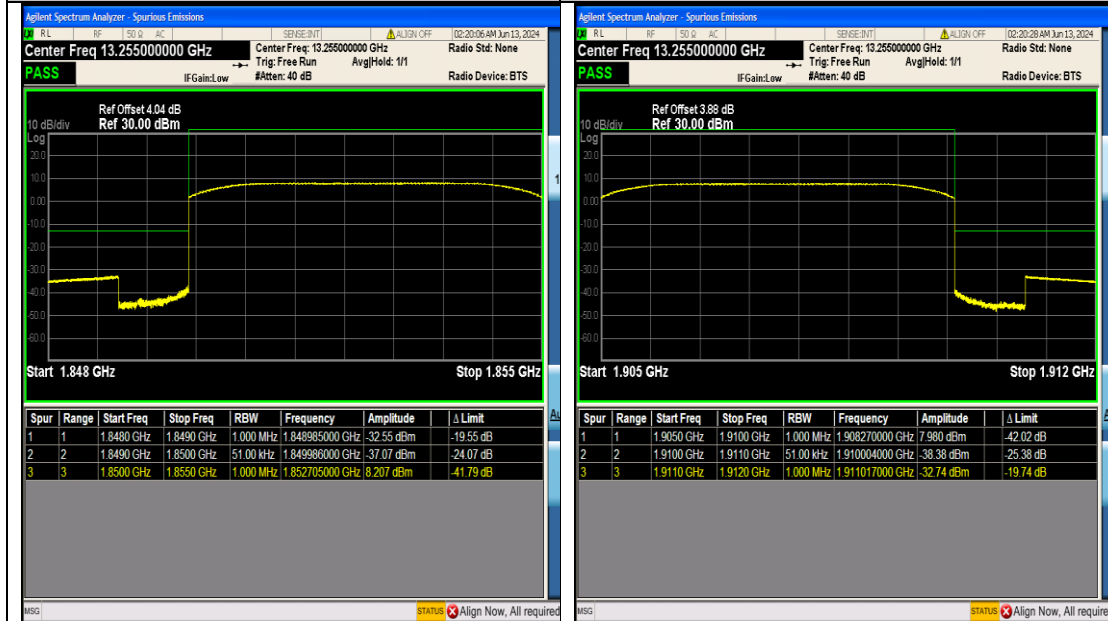 Agilent Spectrum Analyzer - Spurious Emissions
RL RF 50 Ω AC SENSE:INT ALIGN OFF 02:20:06 AM Jun 13, 2024
Center Freq 13.255000000 GHz Center Freq: 13.255000000 GHz Radio Std: None
Trig: Free Run Avg|Hold: 1/1
PASS IFGain:Low #Atten: 40 dB Radio Device: BTS
Ref Offset 4.04 dB
10 dB/div Ref 30.00 dBm
Log
20.0
10.0
0.00
-10.0
-20.0
-30.0
-40.0
-50.0
-60.0
Start 1.848 GHz Stop 1.855 GHz
Spur Range Start Freq Stop Freq RBW Frequency Amplitude Δ Limit
1 1 1.8480 GHz 1.8490 GHz 1.000 MHz 1.848985000 GHz -32.55 dBm -19.55 dB
2 2 1.8490 GHz 1.8500 GHz 51.00 kHz 1.849986000 GHz -37.07 dBm -24.07 dB
3 3 1.8500 GHz 1.8550 GHz 1.000 MHz 1.852705000 GHz 8.207 dBm -41.79 dB
MSG STATUS Align Now, All required
Agilent Spectrum Analyzer - Spurious Emissions
RL RF 50 Ω AC SENSE:INT ALIGN OFF 02:20:28 AM Jun 13, 2024
Center Freq 13.255000000 GHz Center Freq: 13.255000000 GHz Radio Std: None
Trig: Free Run Avg|Hold: 1/1
PASS IFGain:Low #Atten: 40 dB Radio Device: BTS
Ref Offset 3.88 dB
10 dB/div Ref 30.00 dBm
Log
20.0
10.0
0.00
-10.0
-20.0
-30.0
-40.0
-50.0
-60.0
Start 1.905 GHz Stop 1.912 GHz
Spur Range Start Freq Stop Freq RBW Frequency Amplitude Δ Limit
1 1 1.9050 GHz 1.9100 GHz 1.000 MHz 1.908270000 GHz 7.980 dBm -42.02 dB
2 2 1.9100 GHz 1.9110 GHz 51.00 kHz 1.910004000 GHz -38.38 dBm -25.38 dB
3 3 1.9110 GHz 1.9120 GHz 1.000 MHz 1.911017000 GHz -32.74 dBm -19.74 dB
MSG STATUS Align Now, All require